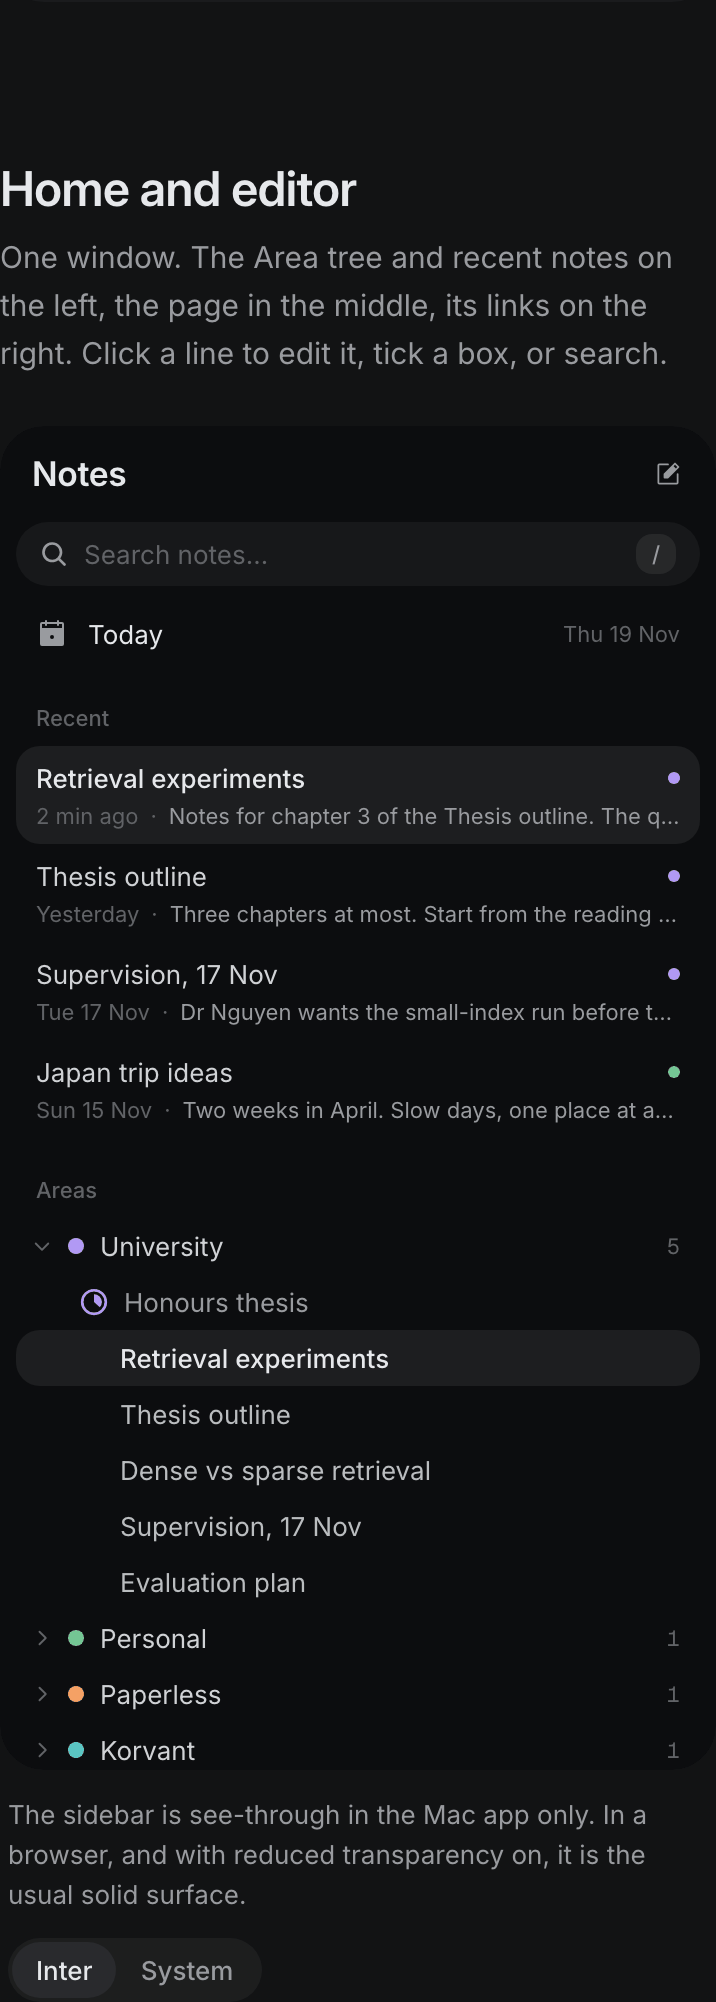 Home and editor
One window. The Area tree and recent notes on
the left, the page in the middle, its links on the
right. Click a line to edit it, tick a box, or search.
Notes
Search notes... /
Today Thu 19 Nov
Recent
Retrieval experiments
2 min ago · Notes for chapter 3 of the Thesis outline. The q...
Thesis outline
Yesterday · Three chapters at most. Start from the reading ...
Supervision, 17 Nov
Tue 17 Nov · Dr Nguyen wants the small-index run before t...
Japan trip ideas
Sun 15 Nov · Two weeks in April. Slow days, one place at a...
Areas
University 5
Honours thesis
Retrieval experiments
Thesis outline
Dense vs sparse retrieval
Supervision, 17 Nov
Evaluation plan
Personal 1
Paperless 1
Korvant 1
The sidebar is see-through in the Mac app only. In a
browser, and with reduced transparency on, it is the
usual solid surface.
Inter System